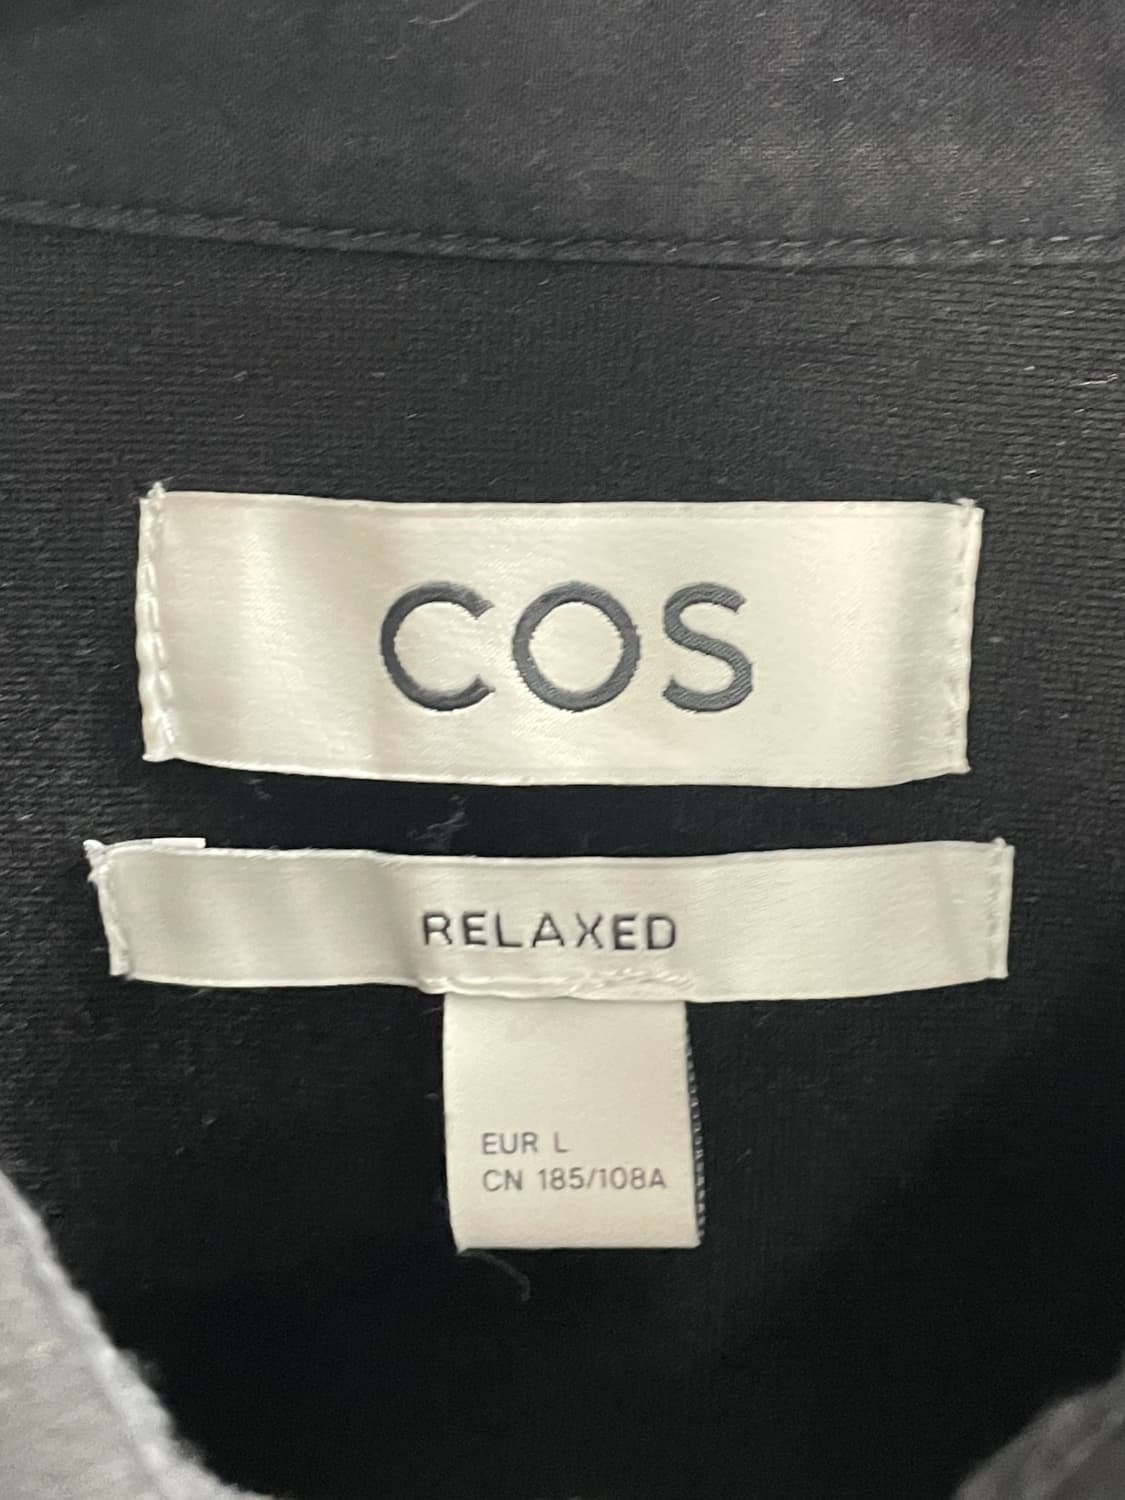 COS
RELAXED
EUR L
CN 185/108A